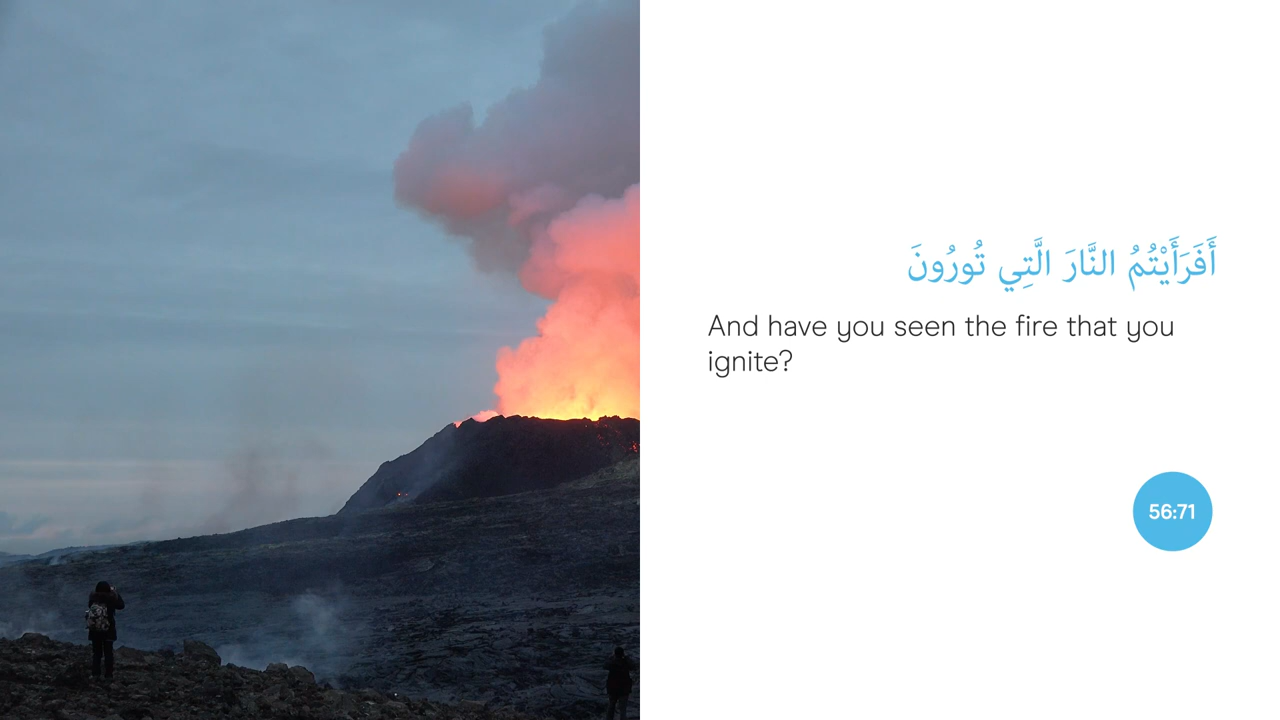 أَفَرَأَيْتُمُ النَّارَ الَّتِي تُورُونَ
And have you seen the fire that you
ignite?
56:71